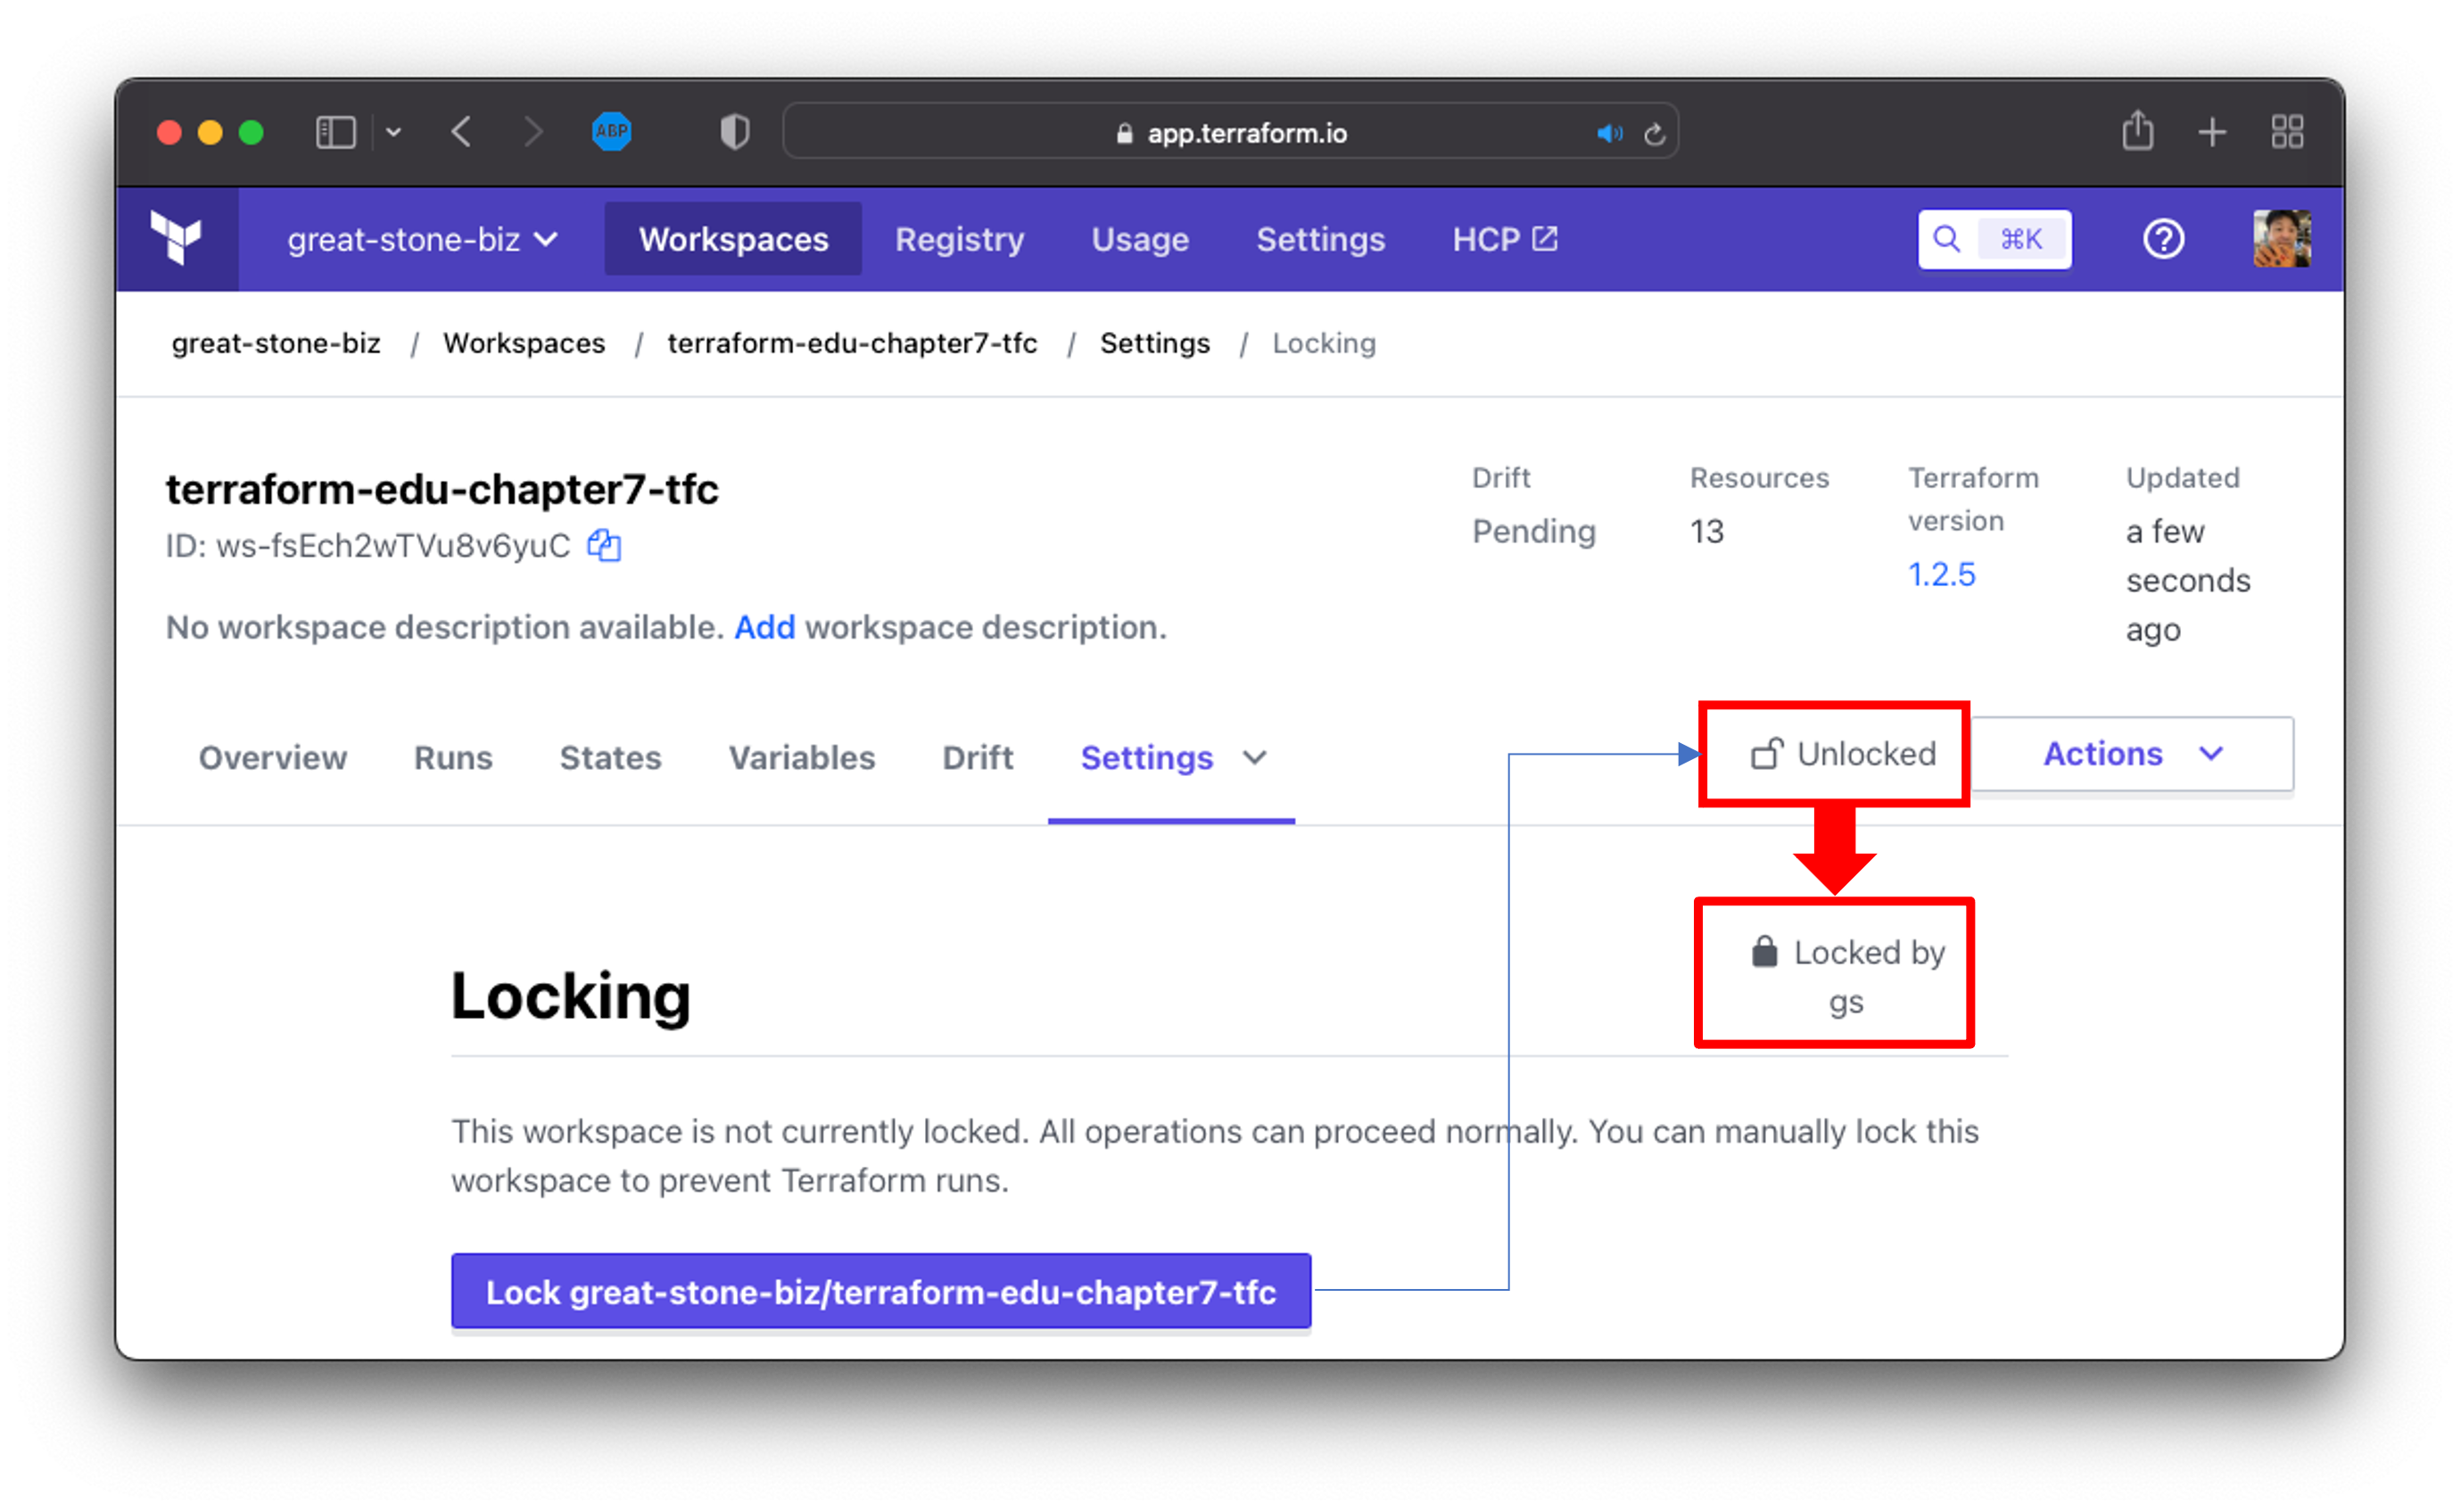 ABP
app.terraform.io
great-stone-biz
Workspaces
Registry
Usage
Settings
HCP
⌘K
great-stone-biz / Workspaces / terraform-edu-chapter7-tfc / Settings / Locking
terraform-edu-chapter7-tfc
ID: ws-fsEch2wTVu8v6yuC
No workspace description available. Add workspace description.
Drift
Pending
Resources
13
Terraform
version
1.2.5
Updated
a few
seconds
ago
Overview
Runs
States
Variables
Drift
Settings
Unlocked
Actions
Locked by
gs
Locking
This workspace is not currently locked. All operations can proceed normally. You can manually lock this
workspace to prevent Terraform runs.
Lock great-stone-biz/terraform-edu-chapter7-tfc